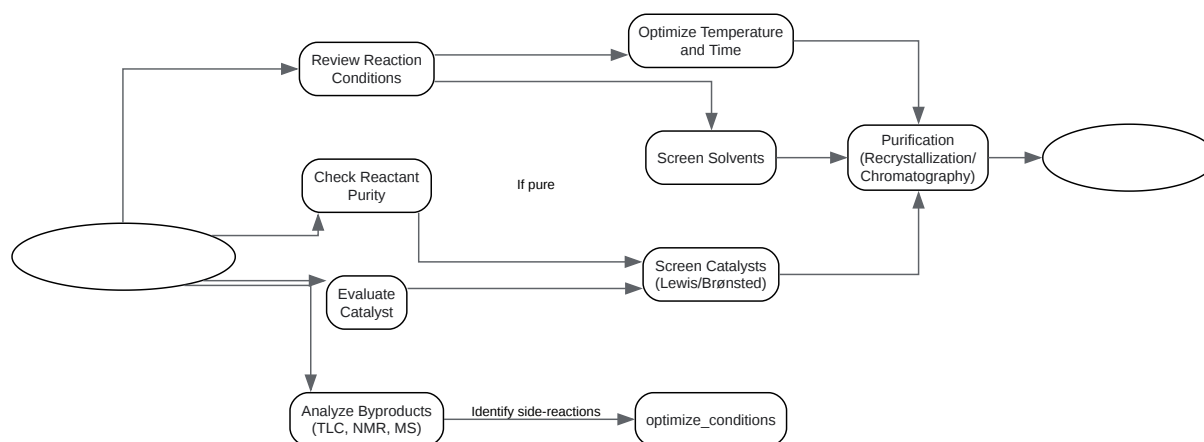 Optimize Temperature
and Time
Review Reaction
Conditions
Screen Solvents
Purification
(Recrystallization/
Chromatography)
Check Reactant
Purity
If pure
Screen Catalysts
(Lewis/Brønsted)
Evaluate
Catalyst
Analyze Byproducts
(TLC, NMR, MS)
Identify side-reactions
optimize_conditions